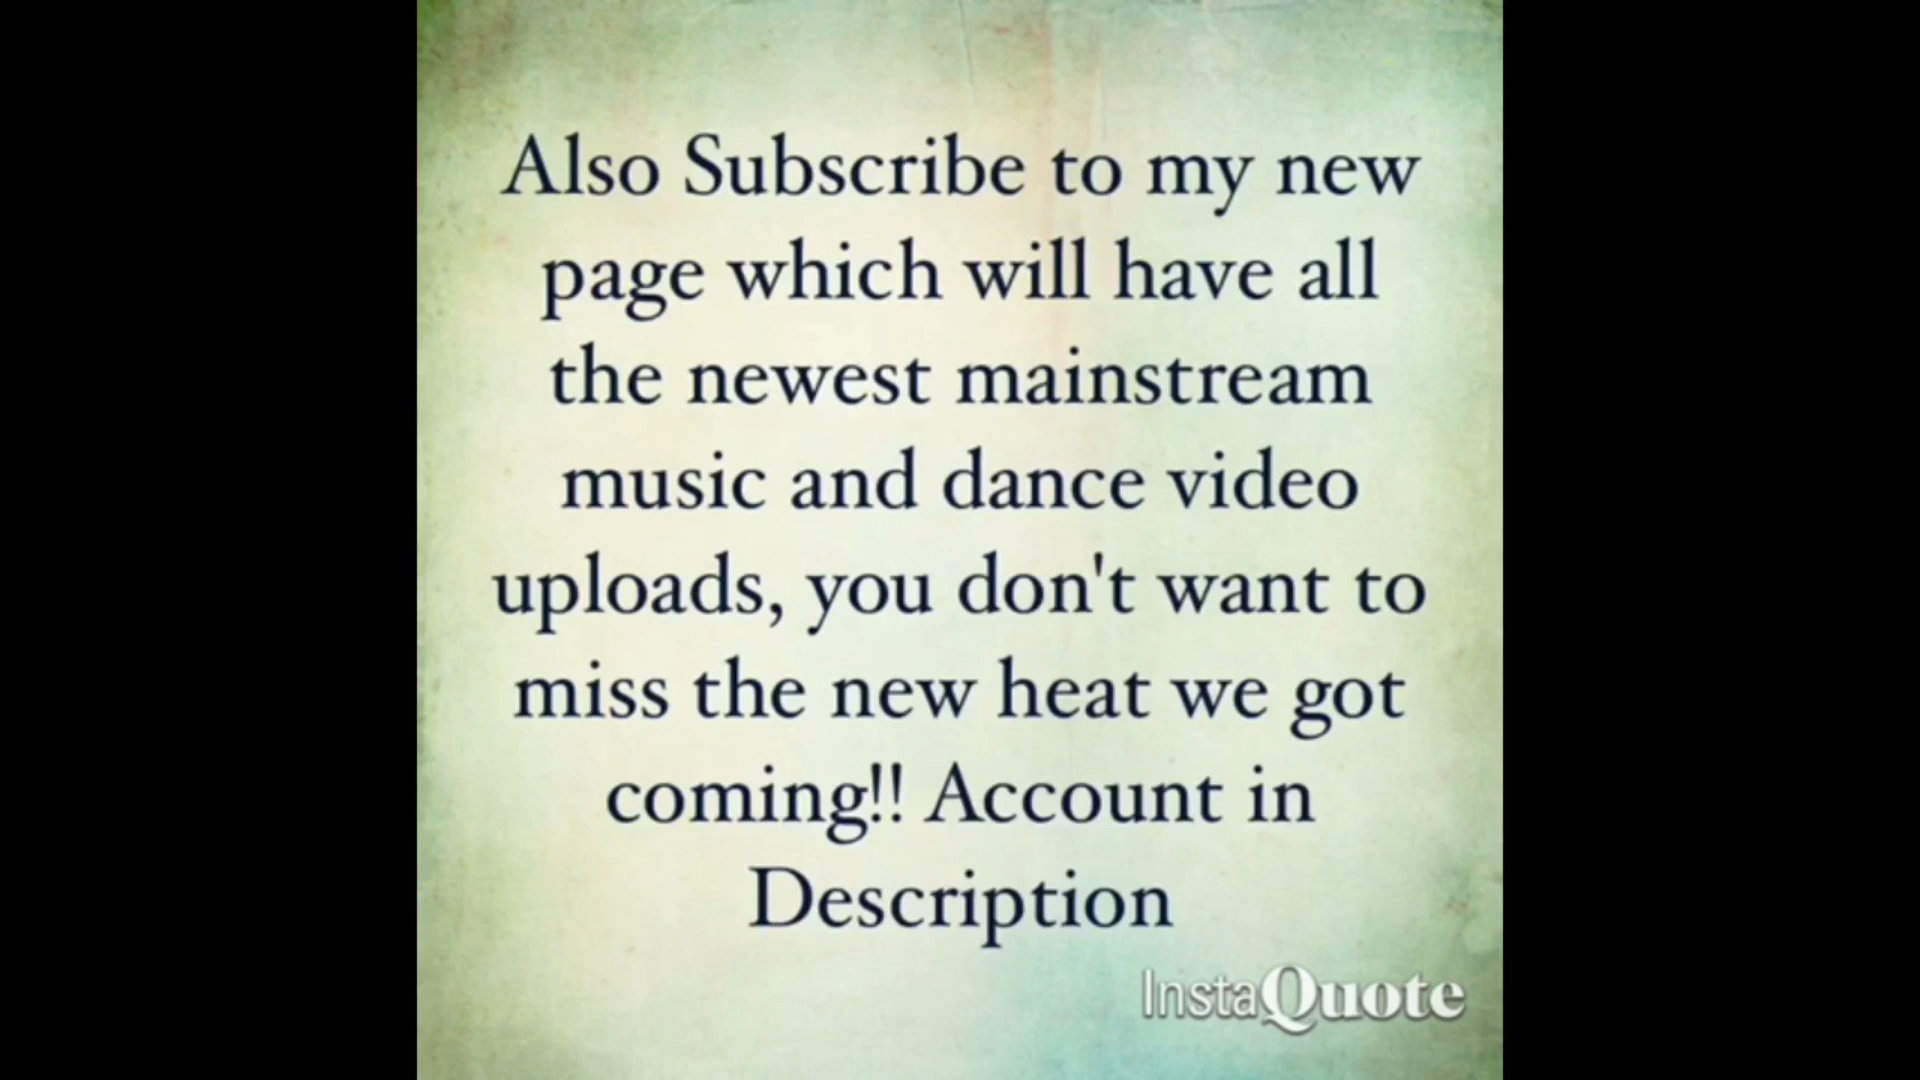 Also Subscribe to my new
page which will have all
the newest mainstream
music and dance video
uploads, you don't want to
miss the new heat we got
coming!! Account in
Description
InstaQuote